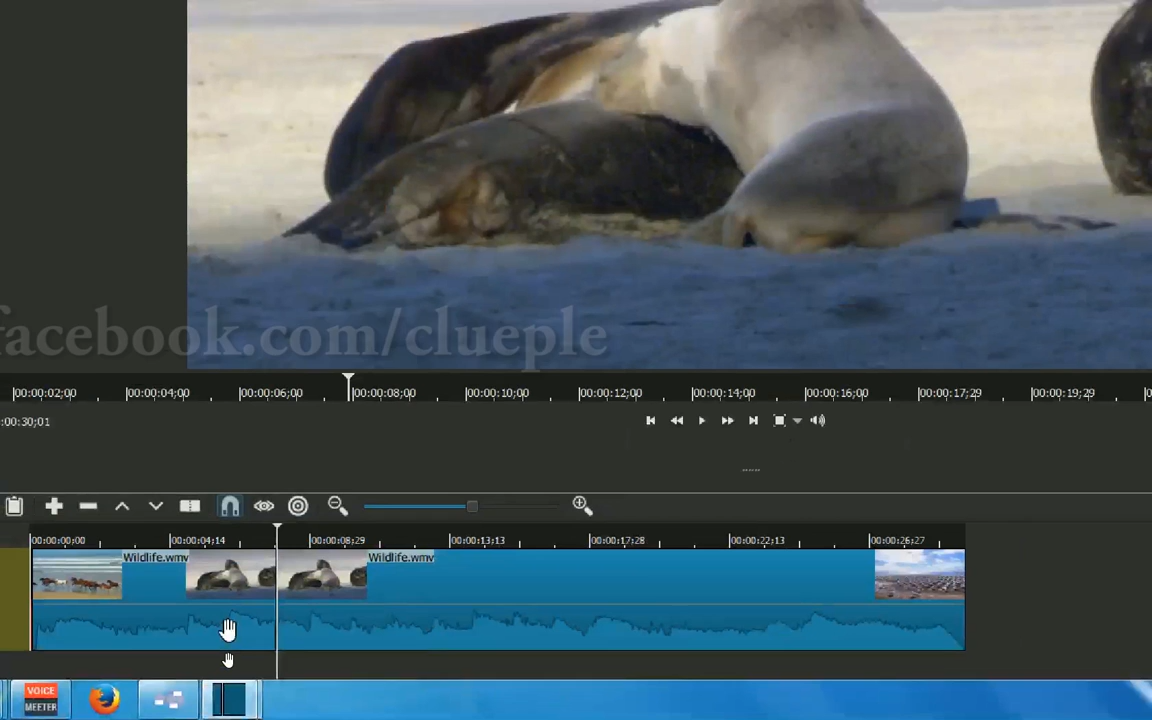 facebook.com/clueple
00:00:02;00 00:00:04;00 00:00:06;00 00:00:08;00 00:00:10;00 00:00:12;00 00:00:14;00 00:00:16;00 00:00:17;29 00:00:19;29
:00:30;01
00:00:00;00 00:00:04;14 00:00:08;29 00:00:13;13 00:00:17;28 00:00:22;13 00:00:26;27
Wildlife.wmv Wildlife.wmv
VOICE
MEETER